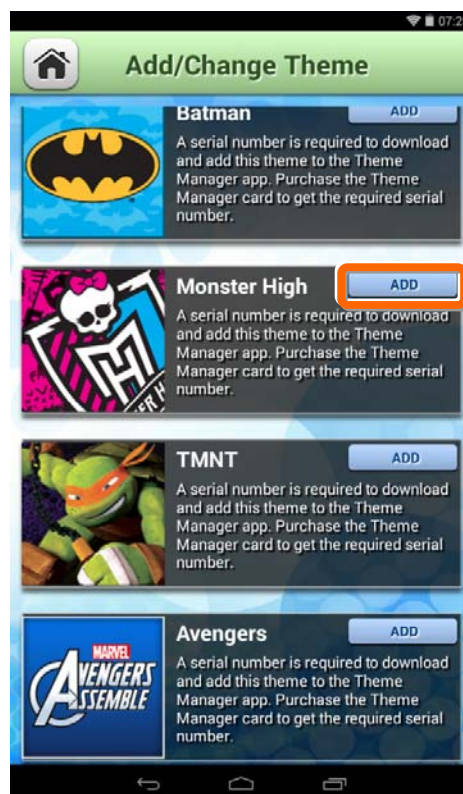 07:2
Add/Change Theme
Batman
ADD
A serial number is required to download
and add this theme to the Theme
Manager app. Purchase the Theme
Manager card to get the required serial
number.
Monster High
ADD
A serial number is required to download
and add this theme to the Theme
Manager app. Purchase the Theme
Manager card to get the required serial
number.
TMNT
ADD
A serial number is required to download
and add this theme to the Theme
Manager app. Purchase the Theme
Manager card to get the required serial
number.
MARVEL
AVENGERS
ASSEMBLE
Avengers
ADD
A serial number is required to download
and add this theme to the Theme
Manager app. Purchase the Theme
Manager card to get the required serial
number.